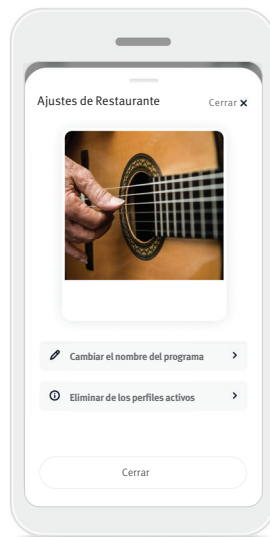 Ajustes de Restaurante
Cerrar ×
Cambiar el nombre del programa
Eliminar de los perfiles activos
Cerrar